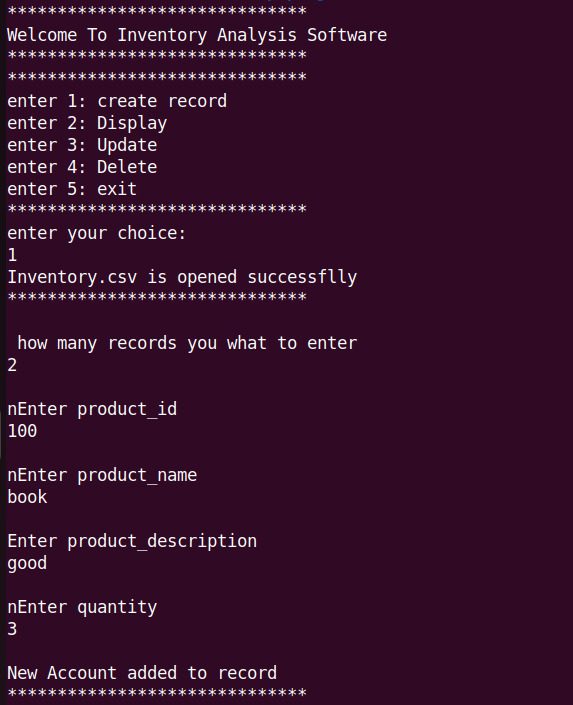 ******************************
Welcome To Inventory Analysis Software
******************************
******************************
enter 1: create record
enter 2: Display
enter 3: Update
enter 4: Delete
enter 5: exit
******************************
enter your choice:
1
Inventory.csv is opened successflly
******************************
how many records you what to enter
2
nEnter product_id
100
nEnter product_name
book
Enter product_description
good
nEnter quantity
3
New Account added to record
******************************